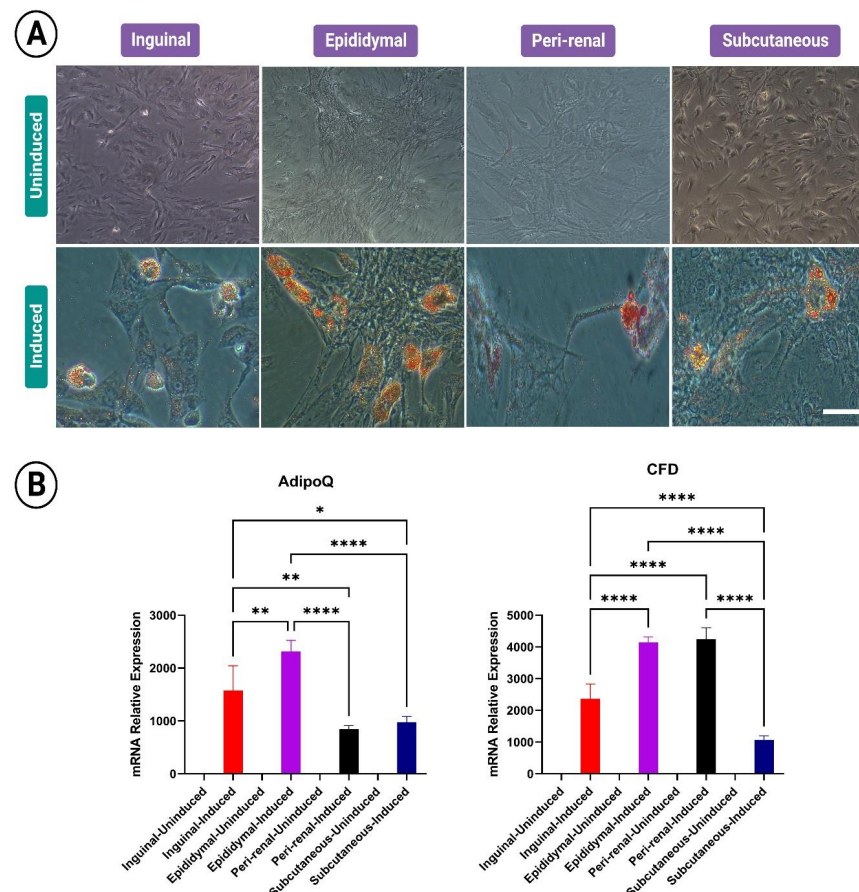 A
Inguinal
Epididymal
Peri-renal
Subcutaneous
Uninduced
Induced
B
AdipoQ
*
****
**
** ****
mRNA Relative Expression
3000
2000
1000
0
Inguinal-Uninduced
Inguinal-Induced
Epididymal-Uninduced
Epididymal-Induced
Peri-renal-Uninduced
Peri-renal-Induced
Subcutaneous-Uninduced
Subcutaneous-Induced
CFD
****
****
****
**** ****
mRNA Relative Expression
5000
4000
3000
2000
1000
0
Inguinal-Uninduced
Inguinal-Induced
Epididymal-Uninduced
Epididymal-Induced
Peri-renal-Uninduced
Peri-renal-Induced
Subcutaneous-Uninduced
Subcutaneous-Induced